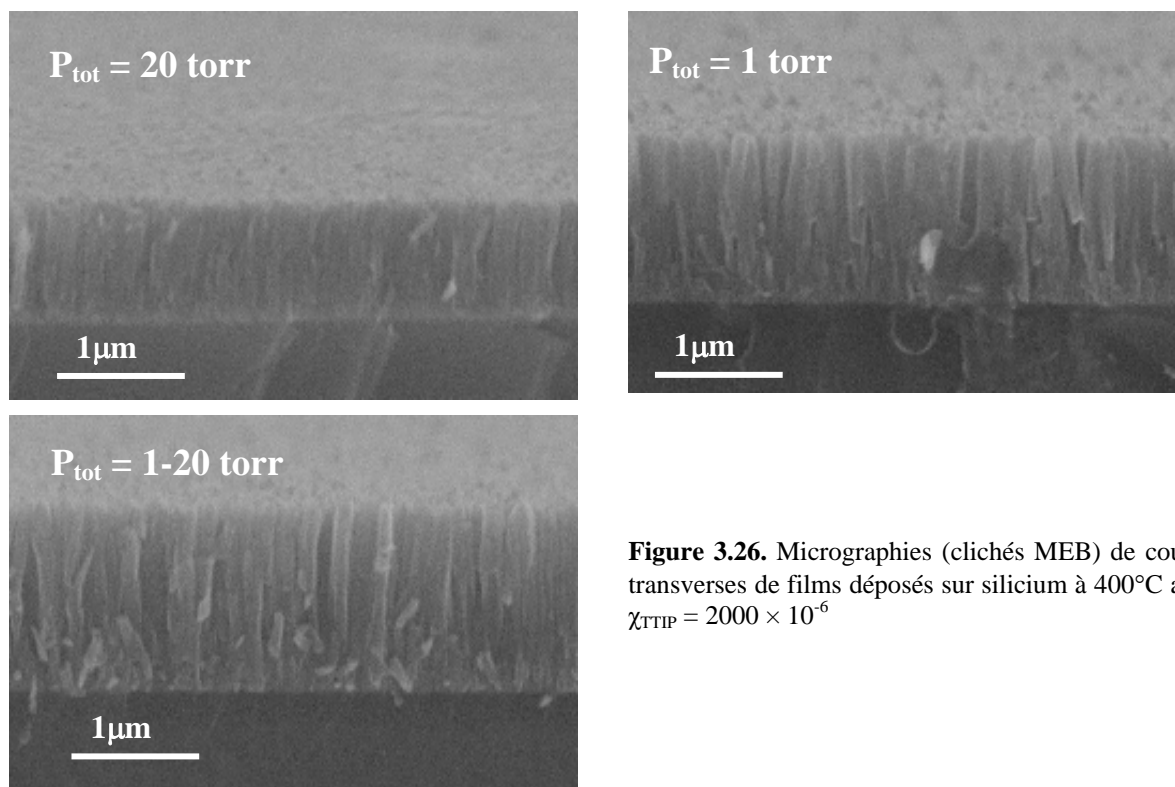 P_tot = 20 torr
1μm
P_tot = 1 torr
1μm
P_tot = 1-20 torr
1μm
Figure 3.26. Micrographies (clichés MEB) de
transverses de films déposés sur silicium à 400°C
χ_TTIP = 2000 × 10^-6